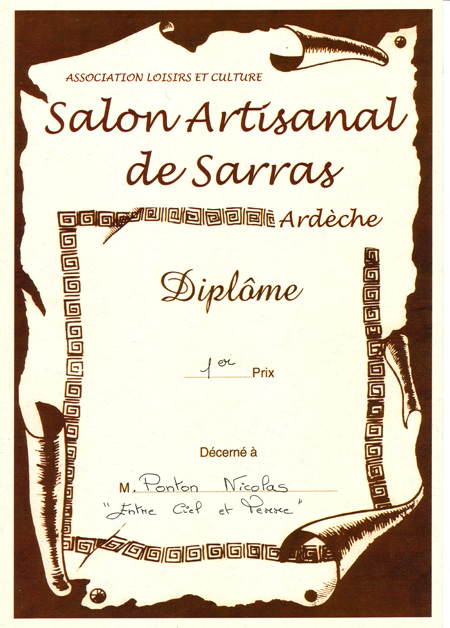 ASSOCIATION LOISIRS ET CULTURE
Salon Artisanal
de Sarras
Ardèche
Diplôme
1er Prix
Décerné à
M. Ponton Nicolas
"Entre Ciel et Terre"